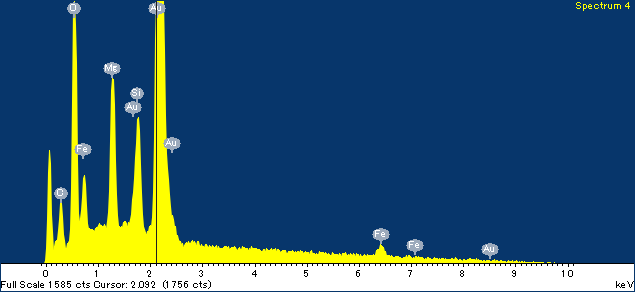 Spectrum 4
O
Au
Mg
Si
Au
Au
Fe
Fe
Fe
Au
0 1 2 3 4 5 6 7 8 9 10
Full Scale 1585 cts Cursor: 2.092 (1756 cts) keV